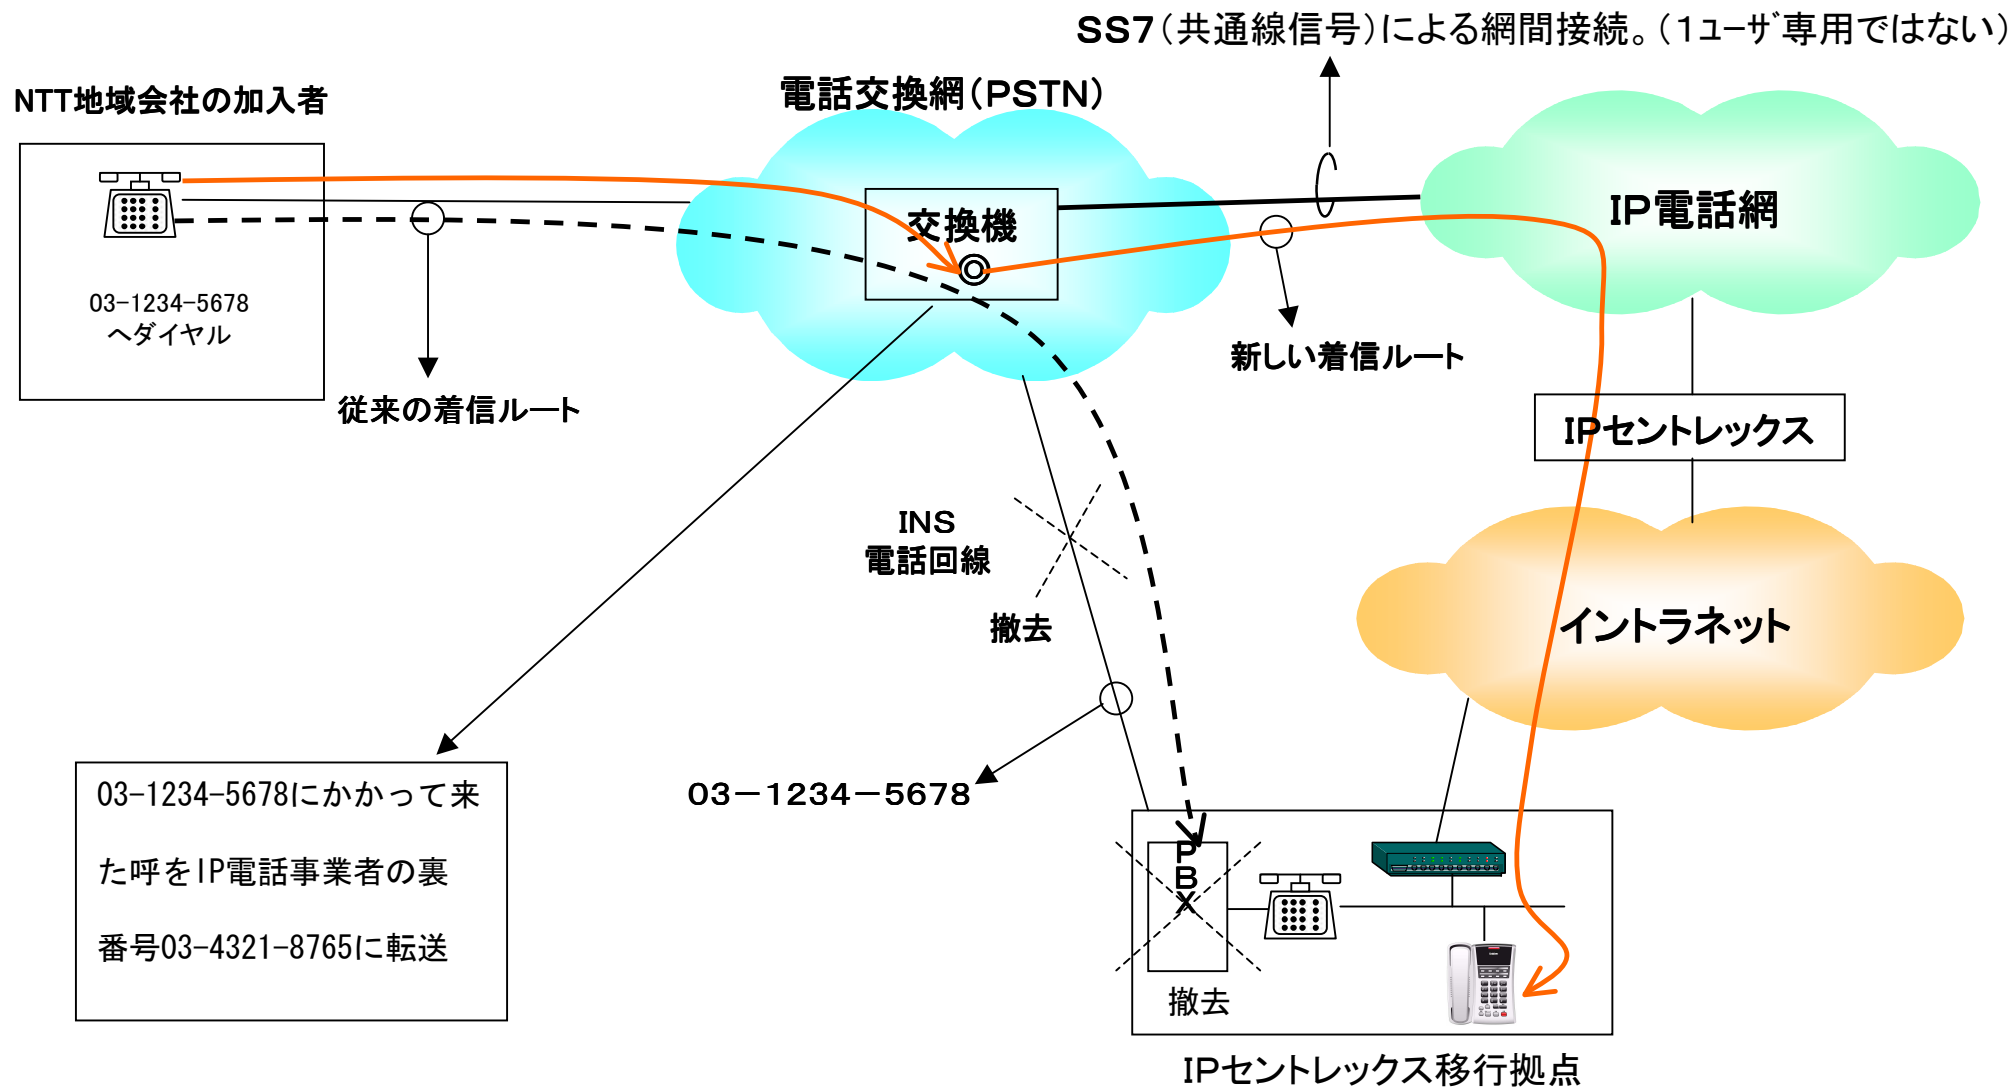 SS7（共通線信号）による網間接続。（1ﾕｰｻﾞ専用ではない）
電話交換網（PSTN）
NTT地域会社の加入者
交換機
IP電話網
03-1234-5678
へダイヤル
新しい着信ルート
従来の着信ルート
IPセントレックス
INS
電話回線
撤去
イントラネット
03－1234－5678
03-1234-5678にかかって来
た呼をIP電話事業者の裏
番号03-4321-8765に転送
PBX
撤去
IPセントレックス移行拠点